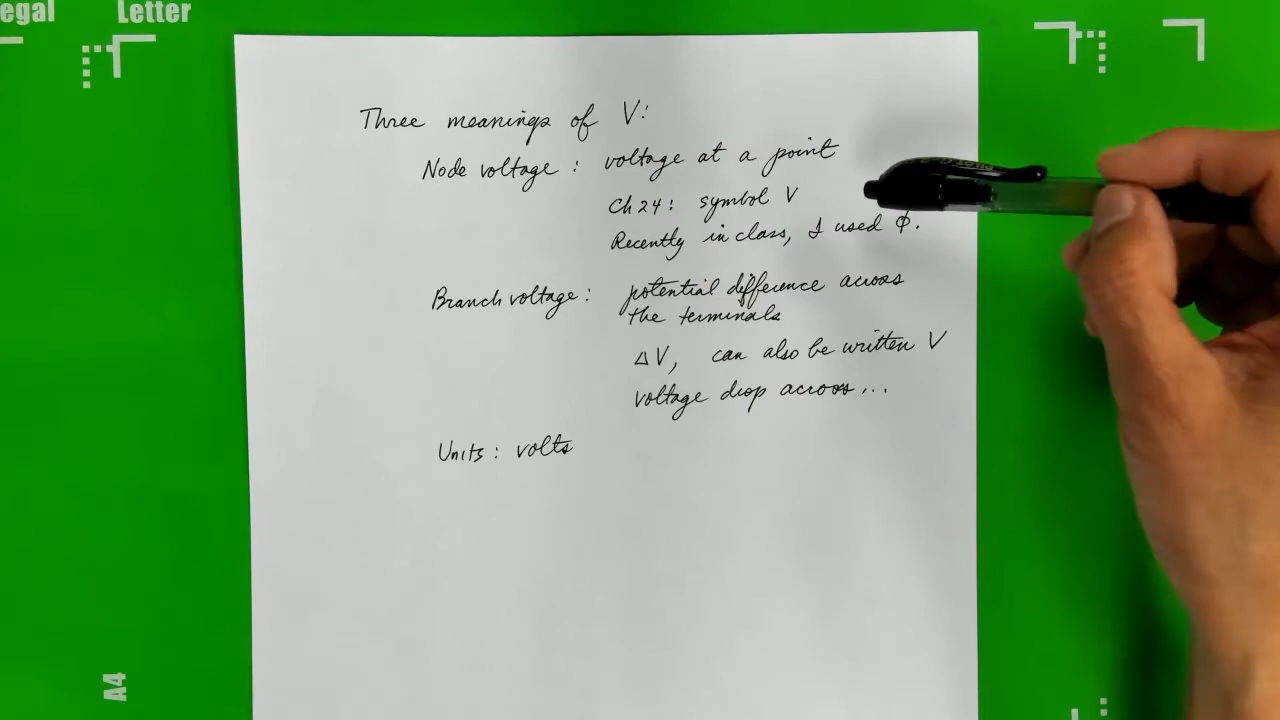 egal Letter
Three meanings of V:
Node voltage: voltage at a point
Ch 24: symbol V
Recently in class, I used ϕ.
Branch voltage: potential difference across
the terminals
ΔV, can also be written V
voltage drop across...
Units: volts
A4